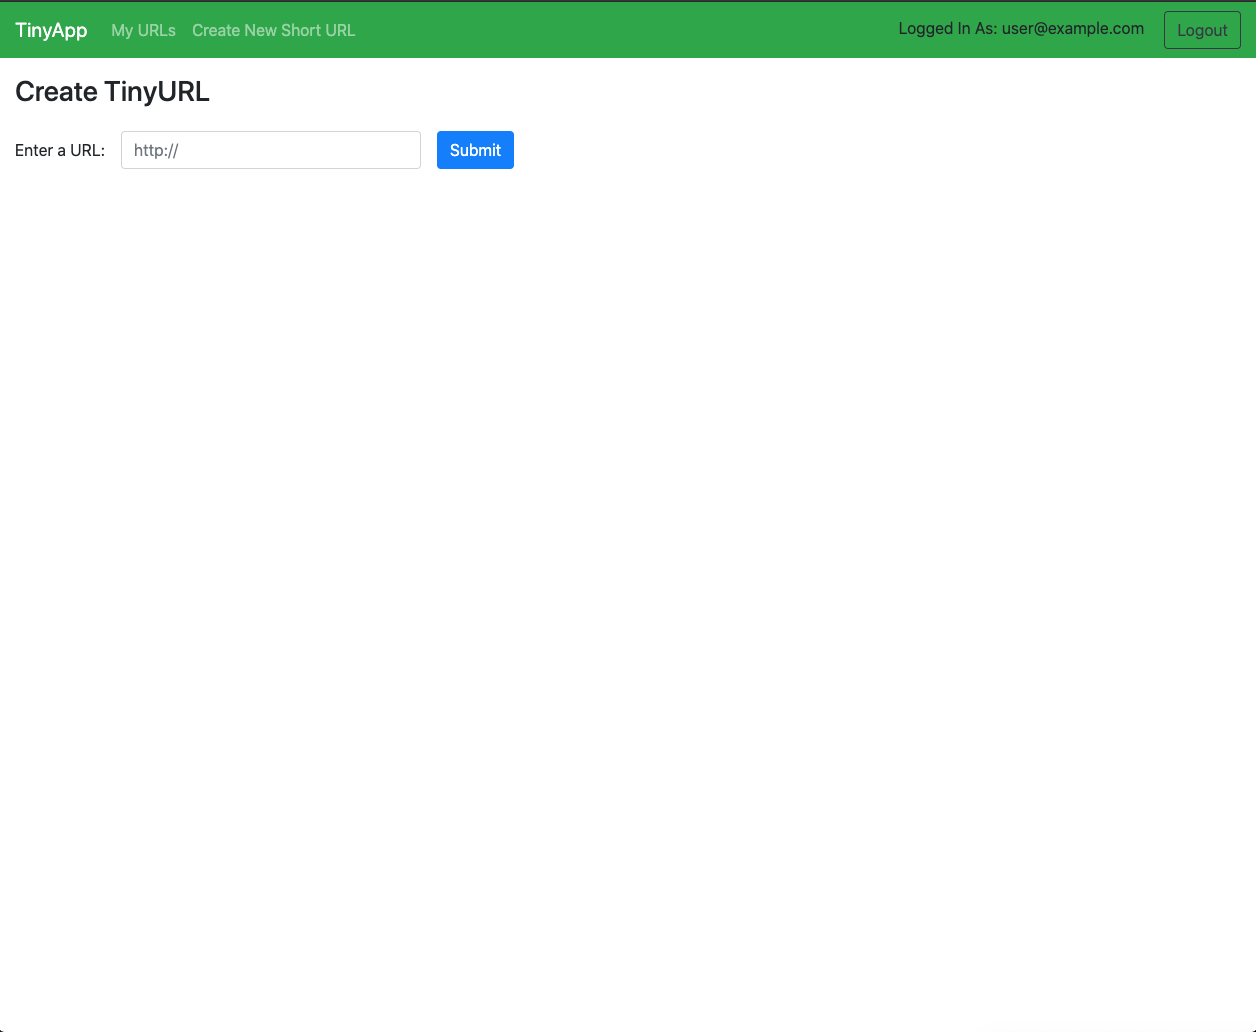 TinyApp My URLs Create New Short URL Logged In As: user@example.com Logout
Create TinyURL
Enter a URL: http:// Submit